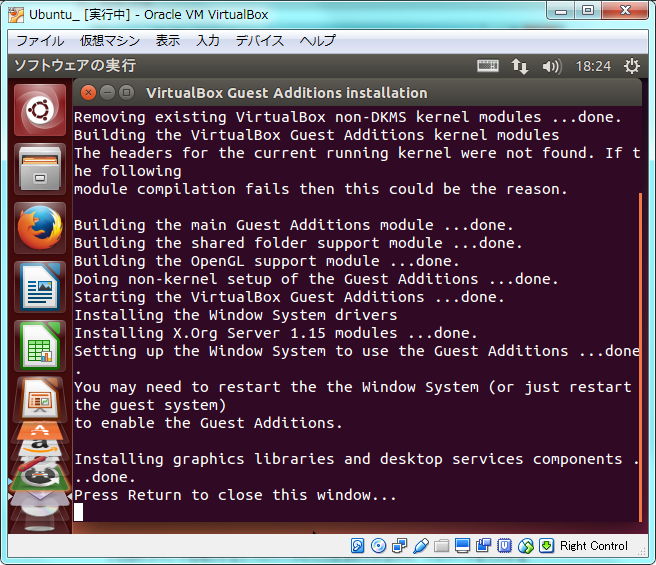 Ubuntu_ [実行中] - Oracle VM VirtualBox
ファイル 仮想マシン 表示 入力 デバイス ヘルプ
ソフトウェアの実行 18:24
VirtualBox Guest Additions installation
Removing existing VirtualBox non-DKMS kernel modules ...done.
Building the VirtualBox Guest Additions kernel modules
The headers for the current running kernel were not found. If t
he following
module compilation fails then this could be the reason.
Building the main Guest Additions module ...done.
Building the shared folder support module ...done.
Building the OpenGL support module ...done.
Doing non-kernel setup of the Guest Additions ...done.
Starting the VirtualBox Guest Additions ...done.
Installing the Window System drivers
Installing X.Org Server 1.15 modules ...done.
Setting up the Window System to use the Guest Additions ...done
.
You may need to restart the the Window System (or just restart
the guest system)
to enable the Guest Additions.
Installing graphics libraries and desktop services components .
..done.
Press Return to close this window...
Right Control